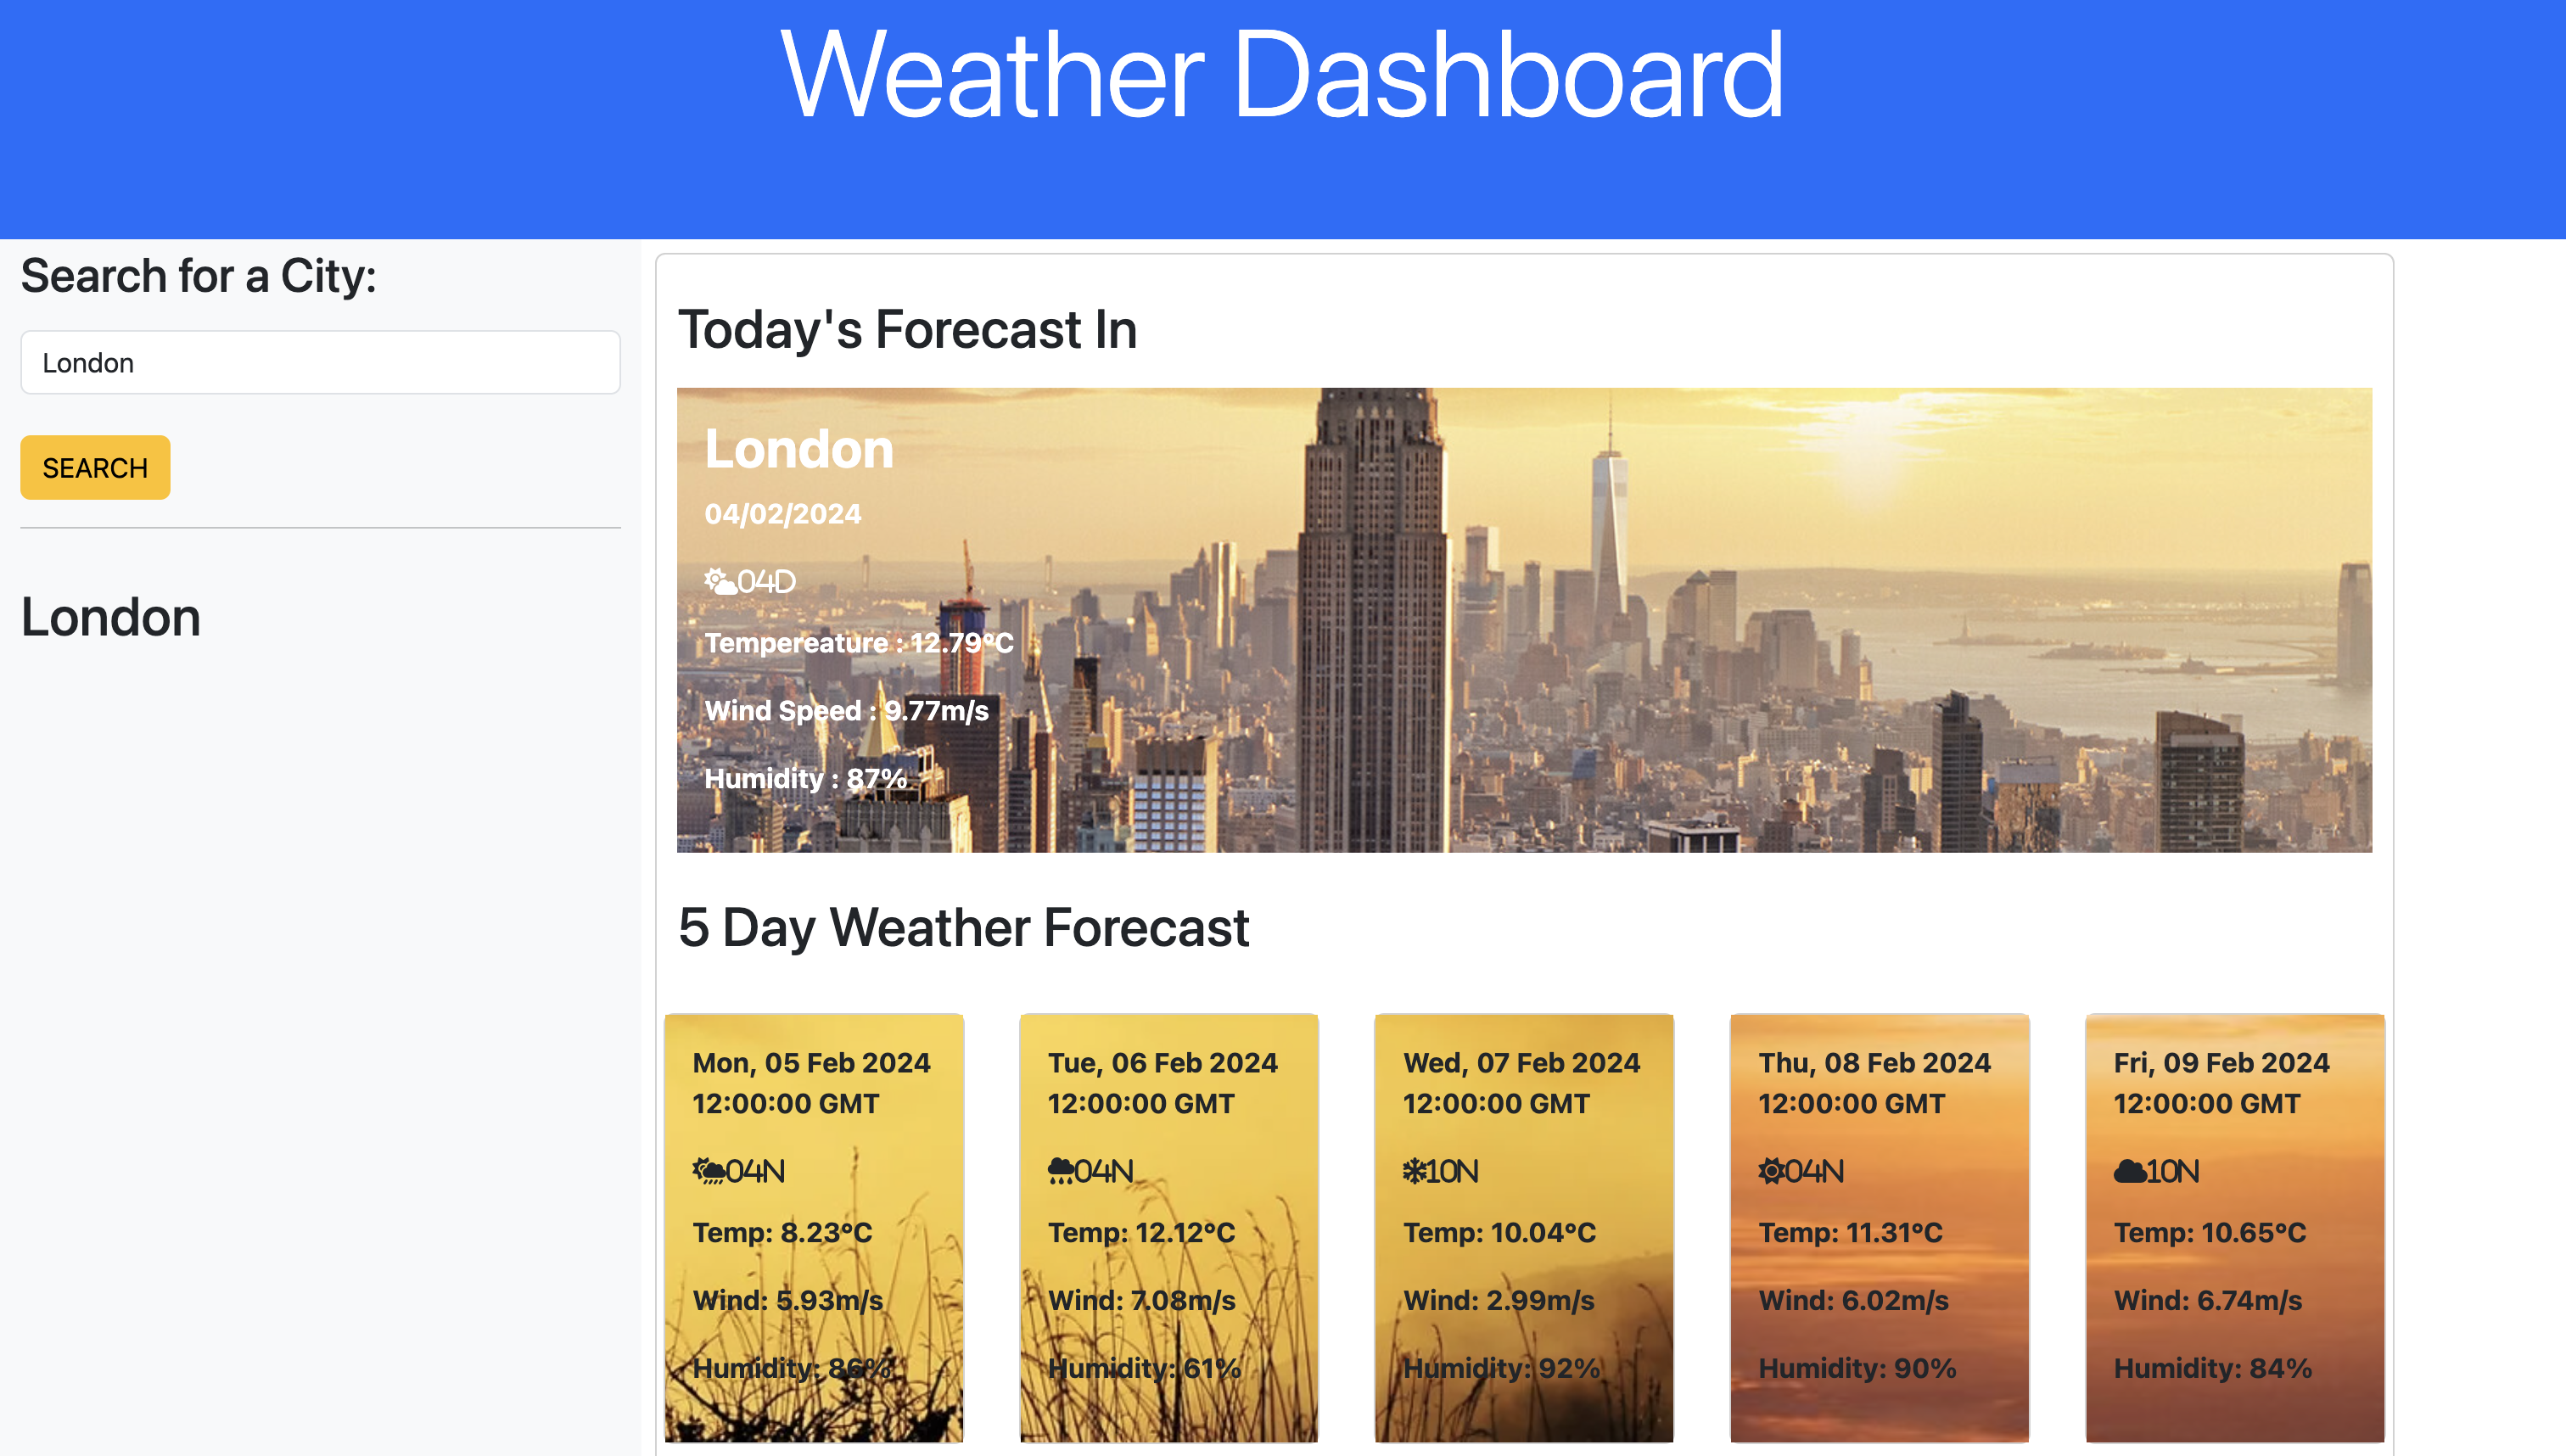 Weather Dashboard
Search for a City:
London
SEARCH
London
Today's Forecast In
London
04/02/2024
04D
Tempereature : 12.79°C
Wind Speed : 9.77m/s
Humidity : 87%
5 Day Weather Forecast
Mon, 05 Feb 2024
12:00:00 GMT
04N
Temp: 8.23°C
Wind: 5.93m/s
Humidity: 86%
Tue, 06 Feb 2024
12:00:00 GMT
04N
Temp: 12.12°C
Wind: 7.08m/s
Humidity: 61%
Wed, 07 Feb 2024
12:00:00 GMT
10N
Temp: 10.04°C
Wind: 2.99m/s
Humidity: 92%
Thu, 08 Feb 2024
12:00:00 GMT
04N
Temp: 11.31°C
Wind: 6.02m/s
Humidity: 90%
Fri, 09 Feb 2024
12:00:00 GMT
10N
Temp: 10.65°C
Wind: 6.74m/s
Humidity: 84%